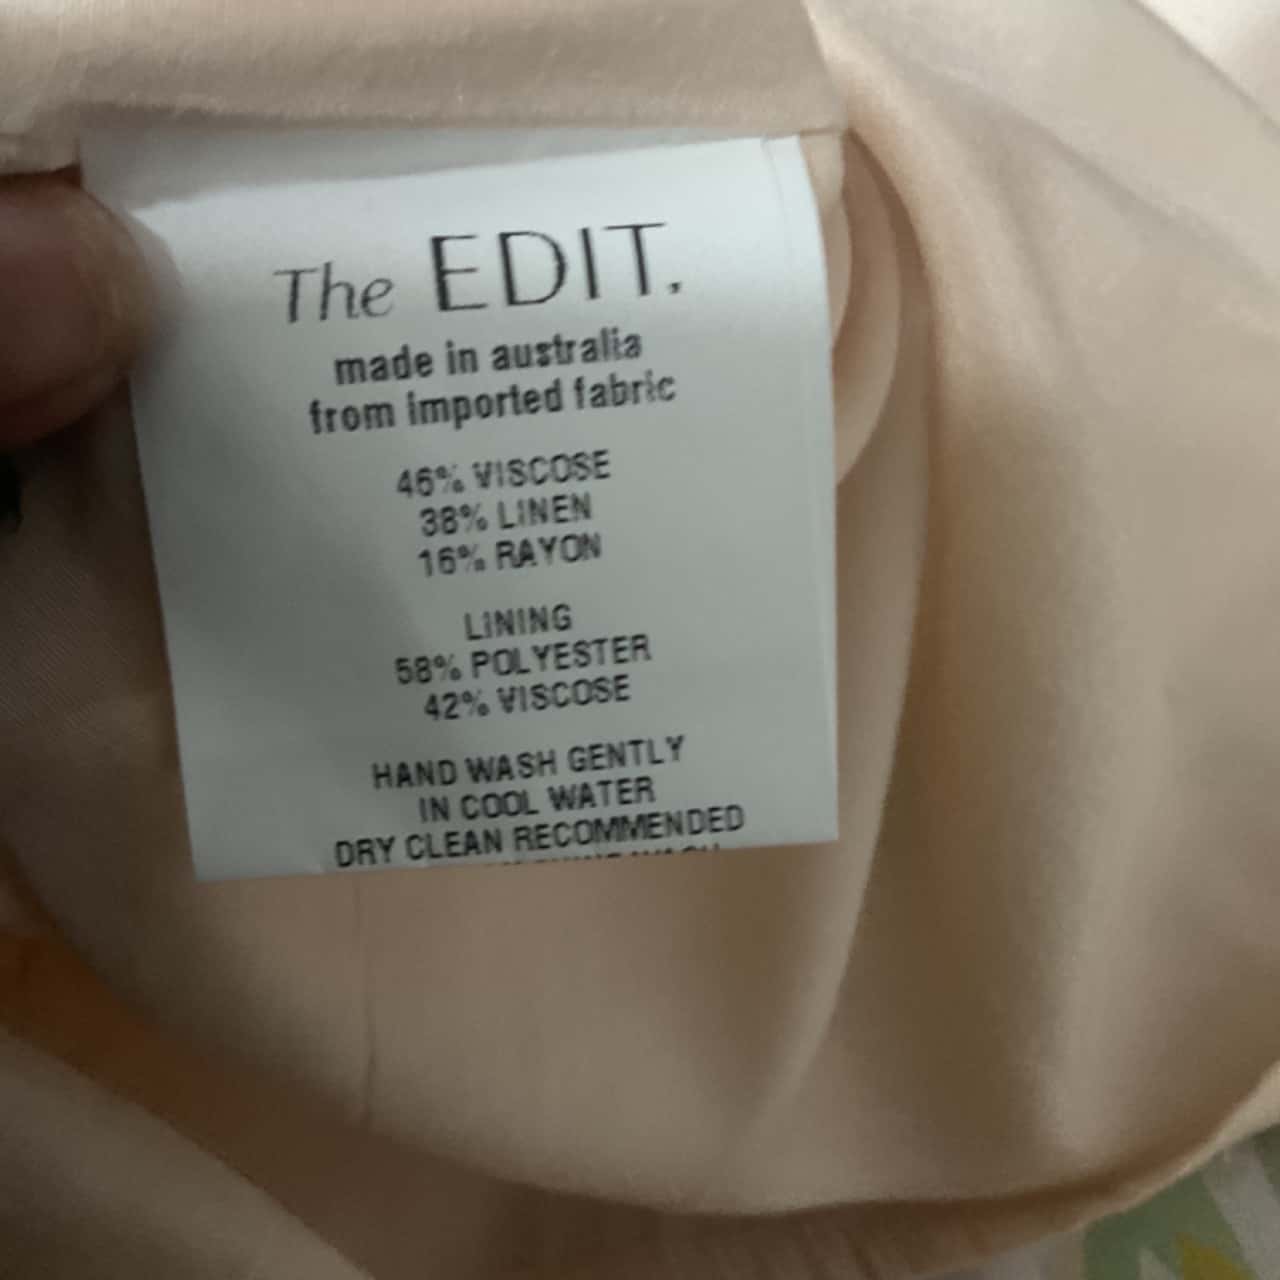 The EDIT.
made in australia
from imported fabric
46% VISCOSE
38% LINEN
16% RAYON
LINING
58% POLYESTER
42% VISCOSE
HAND WASH GENTLY
IN COOL WATER
DRY CLEAN RECOMMENDED